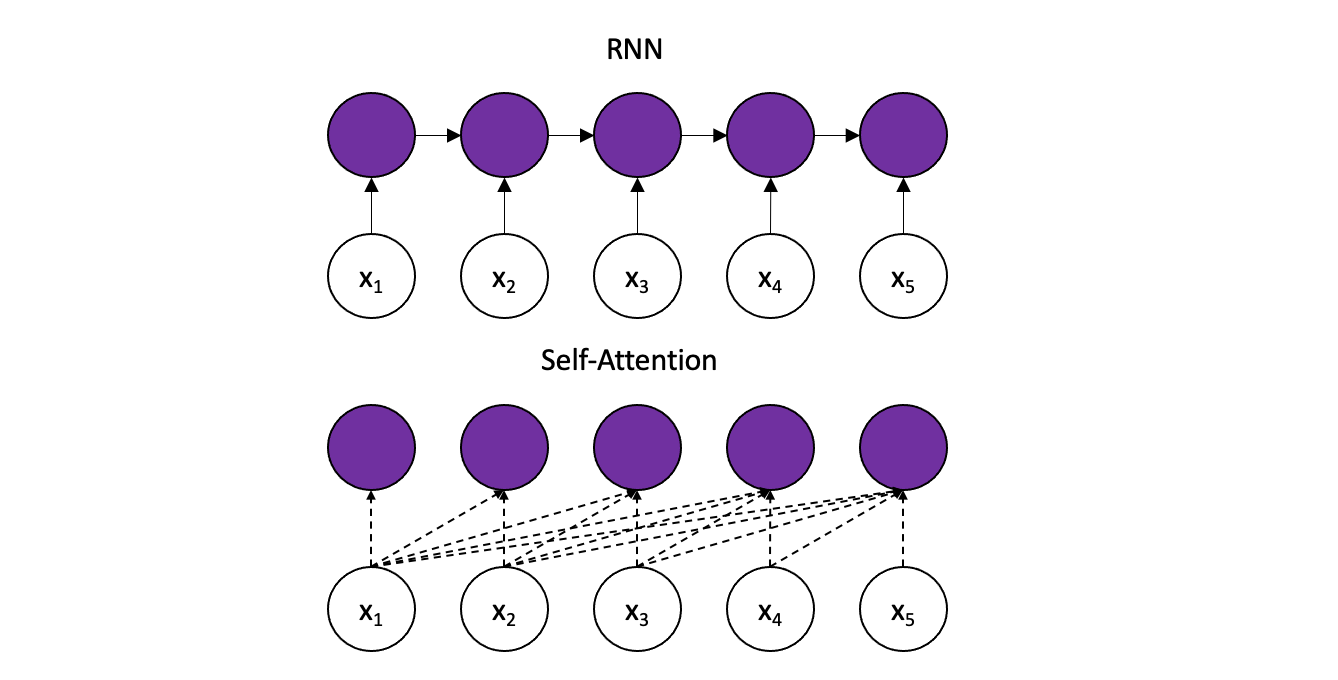 RNN
x₁ x₂ x₃ x₄ x₅
Self-Attention
x₁ x₂ x₃ x₄ x₅